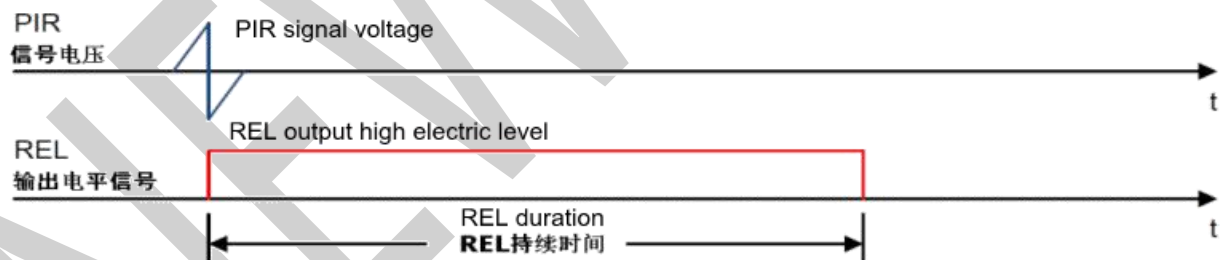 PIR
PIR signal voltage
信号电压
t
REL output high electric level
REL
输出电平信号
REL duration
t
REL持续时间